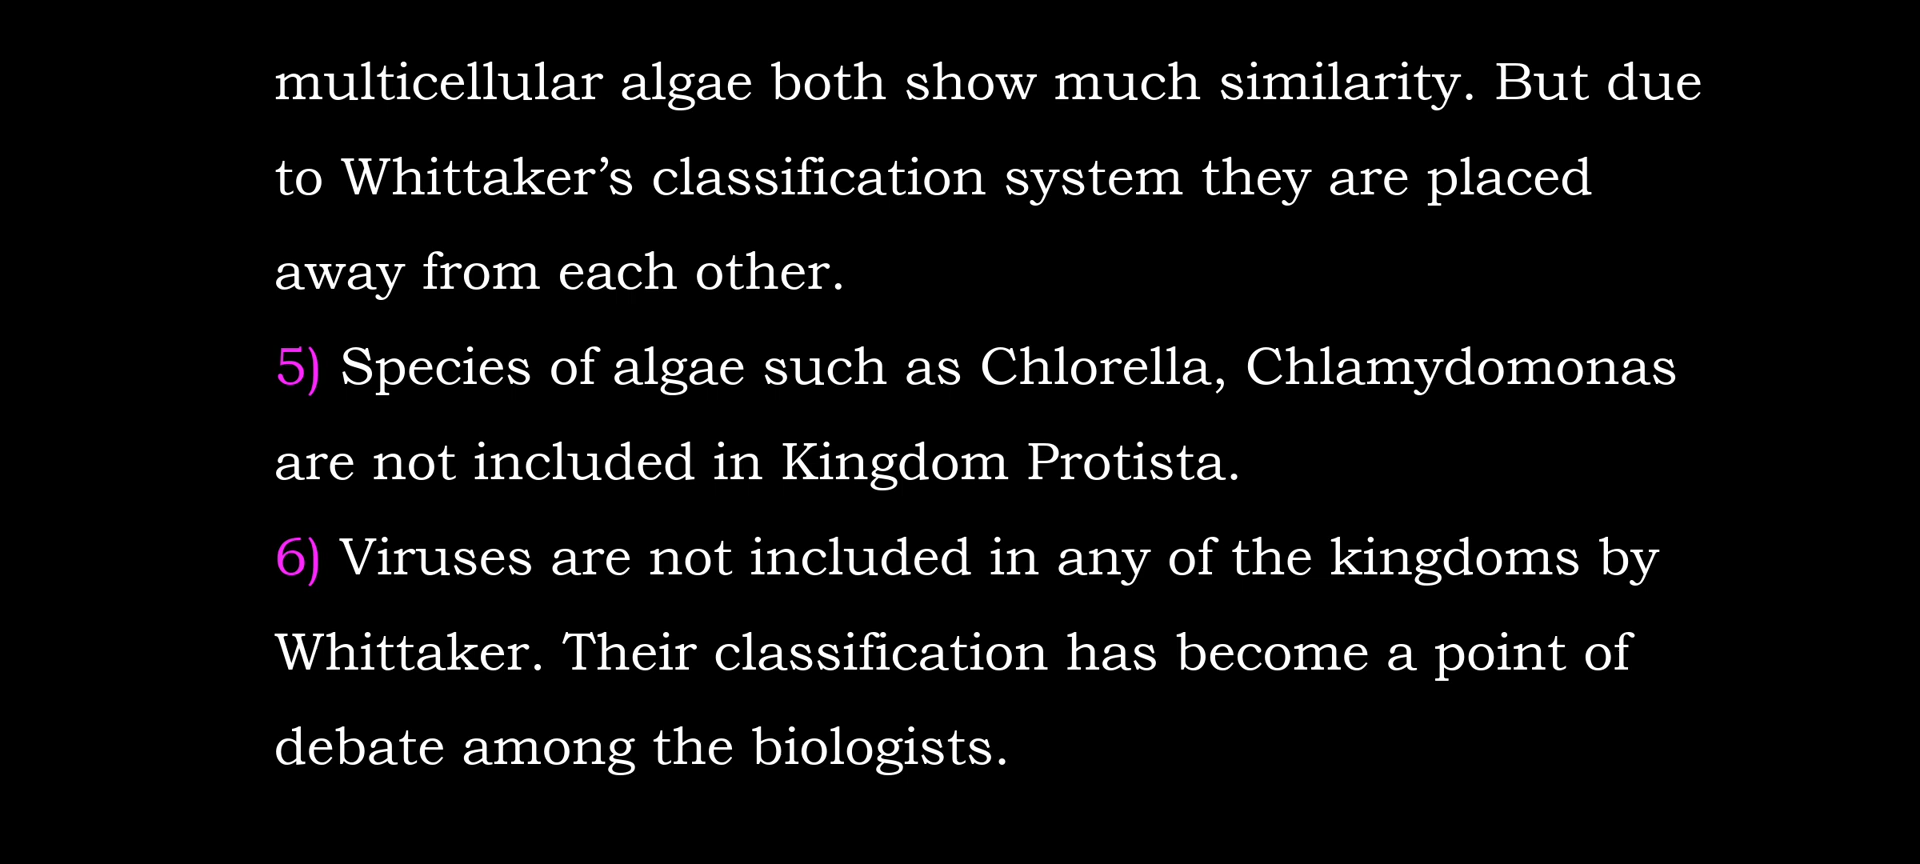 multicellular algae both show much similarity. But due
to Whittaker’s classification system they are placed
away from each other.
5) Species of algae such as Chlorella, Chlamydomonas
are not included in Kingdom Protista.
6) Viruses are not included in any of the kingdoms by
Whittaker. Their classification has become a point of
debate among the biologists.